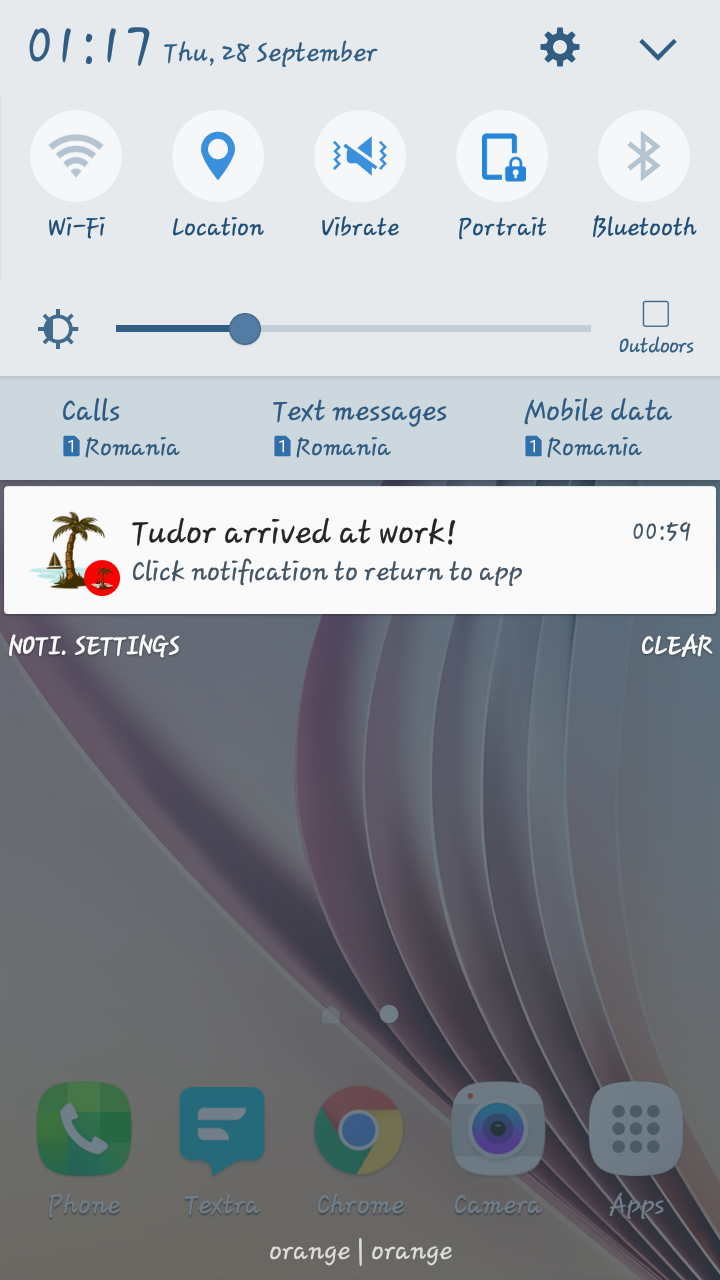 01:17 Thu, 28 September
Wi-Fi Location Vibrate Portrait Bluetooth
Outdoors
Calls Text messages Mobile data
1 Romania 1 Romania 1 Romania
Tudor arrived at work! 00:59
Click notification to return to app
NOTI. SETTINGS CLEAR
Phone Textra Chrome Camera Apps
orange | orange